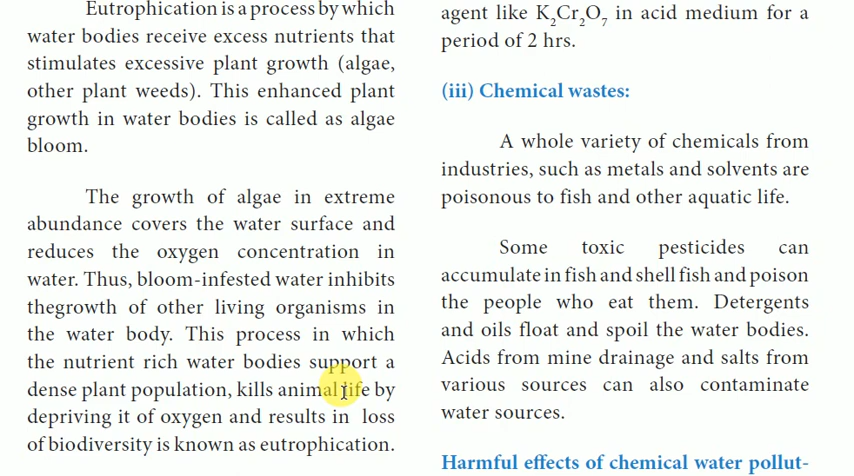 Eutrophication is a process by which
water bodies receive excess nutrients that
stimulates excessive plant growth (algae,
other plant weeds). This enhanced plant
growth in water bodies is called as algae
bloom.
The growth of algae in extreme
abundance covers the water surface and
reduces the oxygen concentration in
water. Thus, bloom-infested water inhibits
thegrowth of other living organisms in
the water body. This process in which
the nutrient rich water bodies support a
dense plant population, kills animal life by
depriving it of oxygen and results in loss
of biodiversity is known as eutrophication.
agent like K₂Cr₂O₇ in acid medium for a
period of 2 hrs.
(iii) Chemical wastes:
A whole variety of chemicals from
industries, such as metals and solvents are
poisonous to fish and other aquatic life.
Some toxic pesticides can
accumulate in fish and shell fish and poison
the people who eat them. Detergents
and oils float and spoil the water bodies.
Acids from mine drainage and salts from
various sources can also contaminate
water sources.
Harmful effects of chemical water pollut-